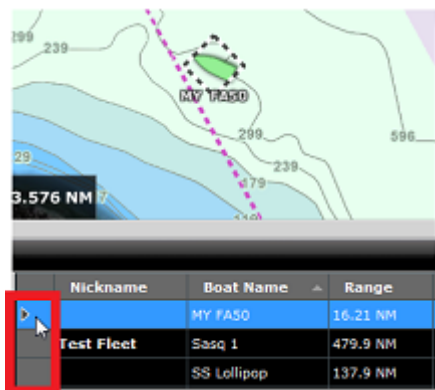 299
239
MY FA50
299
596
239
29
179
3.576 NM
Nickname Boat Name Range
MY FA50 16.21 NM
Test Fleet Sasq 1 479.9 NM
SS Lollipop 137.9 NM